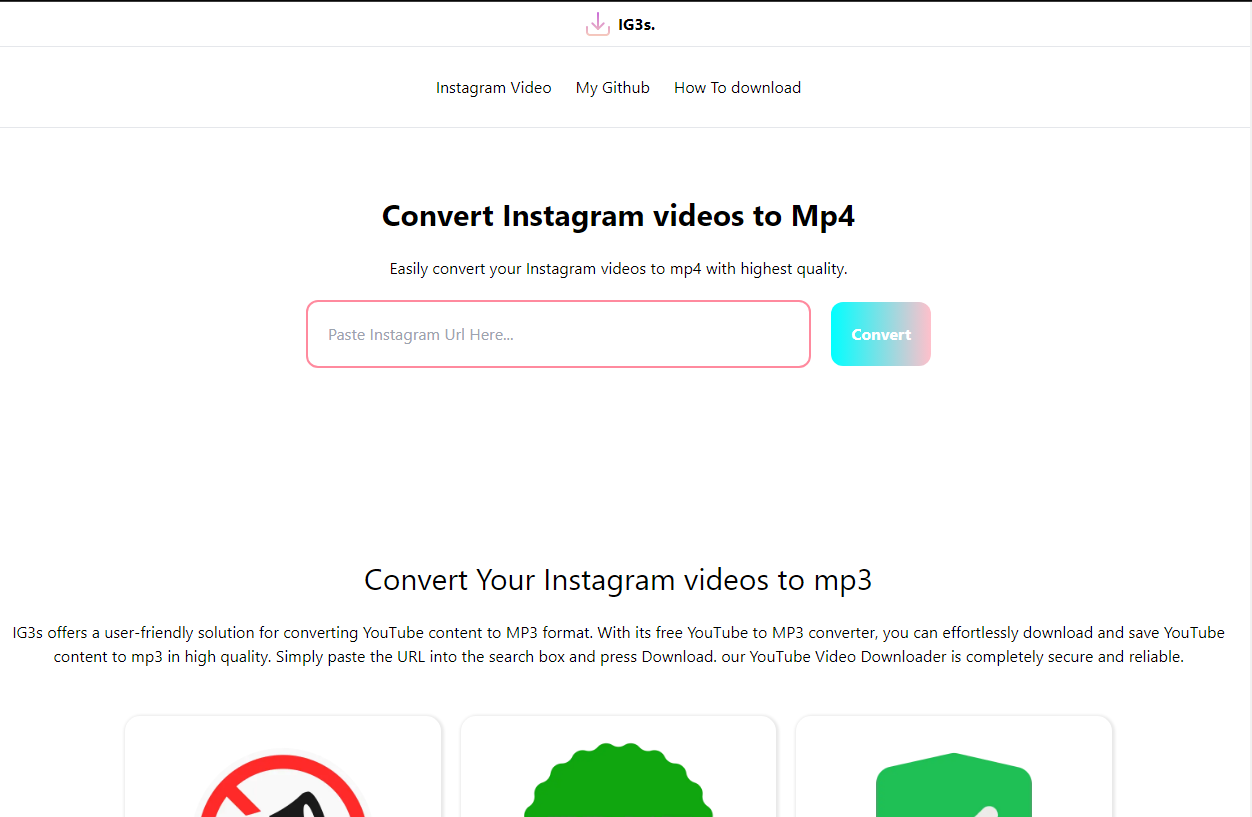 IG3s.
Instagram Video My Github How To download
Convert Instagram videos to Mp4
Easily convert your Instagram videos to mp4 with highest quality.
Paste Instagram Url Here...
Convert
Convert Your Instagram videos to mp3
IG3s offers a user-friendly solution for converting YouTube content to MP3 format. With its free YouTube to MP3 converter, you can effortlessly download and save YouTube
content to mp3 in high quality. Simply paste the URL into the search box and press Download. our YouTube Video Downloader is completely secure and reliable.